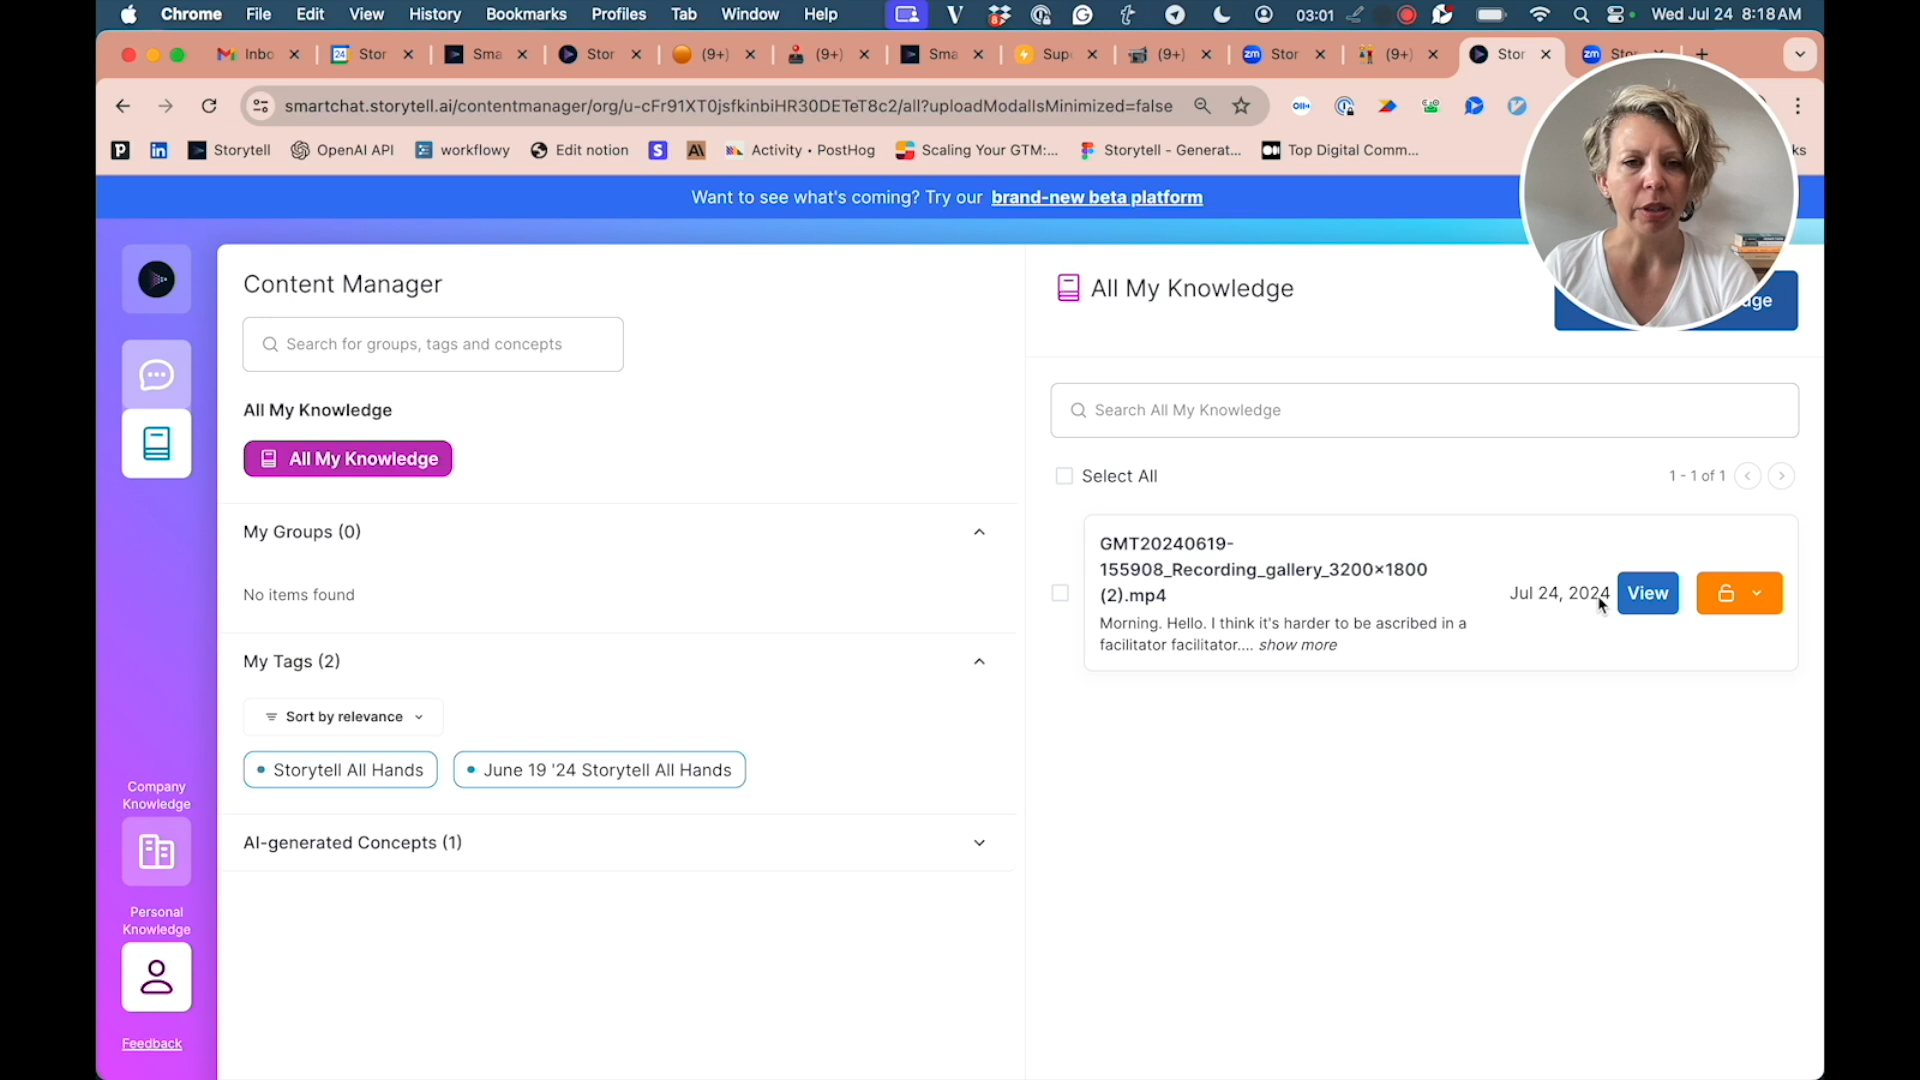 Chrome File Edit View History Bookmarks Profiles Tab Window Help 03:01 Wed Jul 24 8:18 AM
Inbo Stor Sma Stor (9+) (9+) Sma Sup (9+) Stor (9+) Stor Sto
smartchat.storytell.ai/contentmanager/org/u-cFr91XT0jsfkinbiHR30DETeT8c2/all?uploadModalIsMinimized=false
Storytell OpenAI API workflowy Edit notion Activity • PostHog Scaling Your GTM:... Storytell - Generat... Top Digital Comm... ks
Want to see what's coming? Try our brand-new beta platform
Content Manager
Search for groups, tags and concepts
All My Knowledge
All My Knowledge
My Groups (0)
No items found
My Tags (2)
Sort by relevance
Storytell All Hands
June 19 '24 Storytell All Hands
AI-generated Concepts (1)
Company
Knowledge
Personal
Knowledge
Feedback
All My Knowledge
dge
Search All My Knowledge
Select All
1 - 1 of 1
GMT20240619-
155908_Recording_gallery_3200×1800
(2).mp4
Morning. Hello. I think it's harder to be ascribed in a
facilitator facilitator.... show more
Jul 24, 2024
View